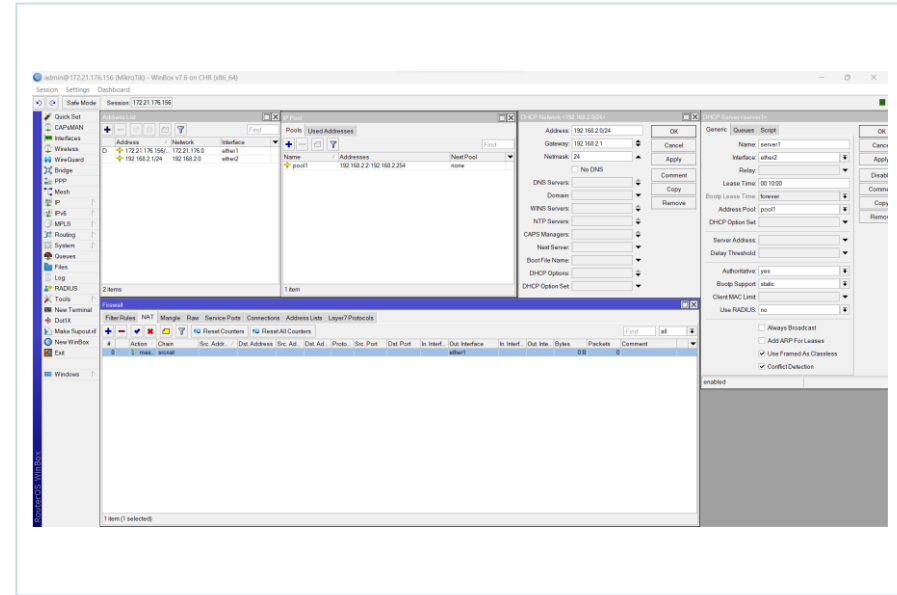 admin@172.21.176.156 (MikroTik) - WinBox v7.6 on CHR (x86_64)
Session Settings Dashboard
Safe Mode Session: 172.21.176.156
Quick Set
CAPsMAN
Interfaces
Wireless
WireGuard
Bridge
PPP
Mesh
IP
IPv6
MPLS
Routing
System
Queues
Files
Log
RADIUS
Tools
New Terminal
Dot1X
Make Supout.rif
New WinBox
Exit
Windows
RouterOS WinBox
Address List
Find
Address Network Interface
D 172.21.176.156/... 172.21.176.0 ether1
192.168.2.1/24 192.168.2.0 ether2
2 items
IP Pool
Pools Used Addresses
Find
Name Addresses Next Pool
pool1 192.168.2.2-192.168.2.254 none
1 item
DHCP Network <192.168.2.0/24>
Address: 192.168.2.0/24
Gateway: 192.168.2.1
Netmask: 24
No DNS
DNS Servers:
Domain:
WINS Servers:
NTP Servers:
CAPS Managers:
Next Server:
Boot File Name:
DHCP Options:
DHCP Option Set:
OK
Cancel
Apply
Comment
Copy
Remove
DHCP Server <server1>
Generic Queues Script
Name: server1
Interface: ether2
Relay:
Lease Time: 00:10:00
Bootp Lease Time: forever
Address Pool: pool1
DHCP Option Set:
Server Address:
Delay Threshold:
Authoritative: yes
Bootp Support: static
Client MAC Limit:
Use RADIUS: no
Always Broadcast
Add ARP For Leases
Use Framed As Classless
Conflict Detection
enabled
OK
Cance
Apply
Disabl
Comme
Copy
Remov
Firewall
Filter Rules NAT Mangle Raw Service Ports Connections Address Lists Layer7 Protocols
Reset Counters Reset All Counters Find all
# Action Chain Src. Addr... Dst. Address Src. Ad.. Dst. Ad.. Proto.. Src. Port Dst. Port In. Interf.. Out. Interface In. Interf.. Out. Inte... Bytes Packets Comment
0 mas... srcnat ether1 0 B 0
1 item (1 selected)